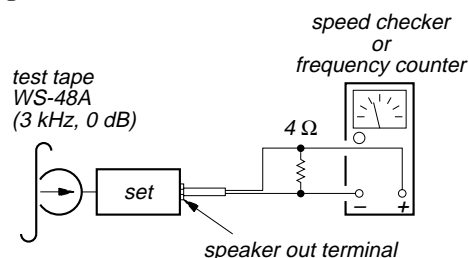 speed checker
or
frequency counter
test tape
WS-48A
(3 kHz, 0 dB)
4 Ω
set
– +
speaker out terminal